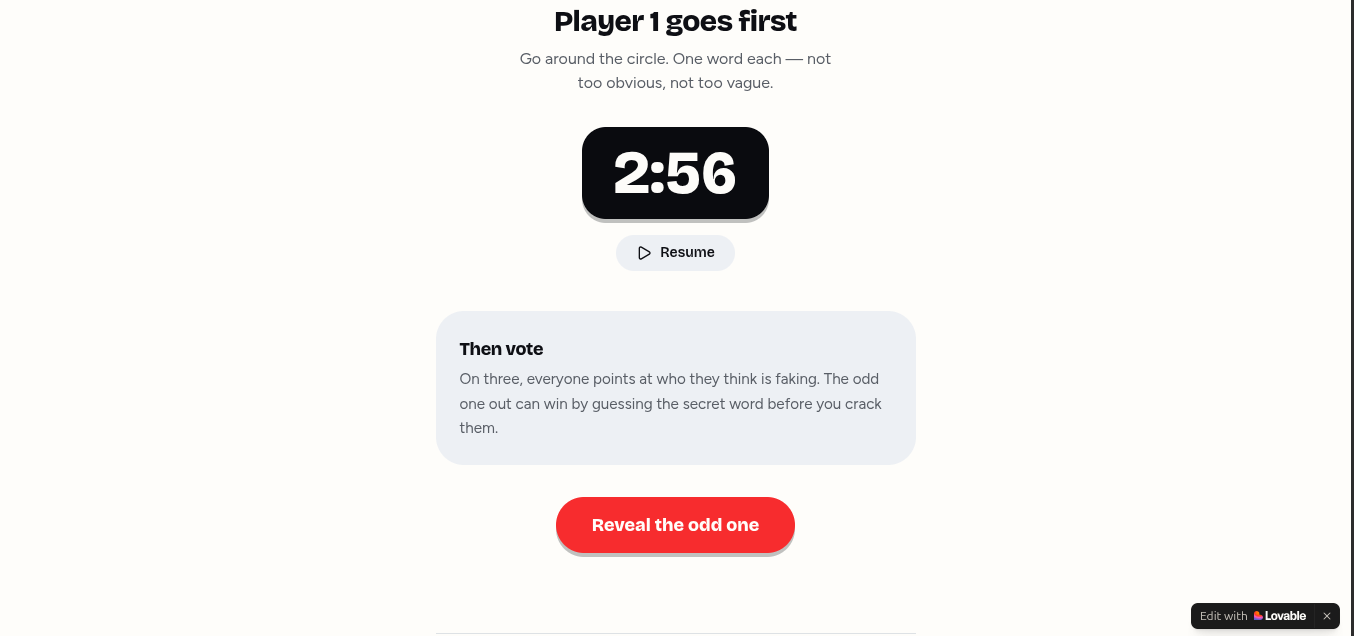 Player 1 goes first
Go around the circle. One word each — not
too obvious, not too vague.
2:56
Resume
Then vote
On three, everyone points at who they think is faking. The odd
one out can win by guessing the secret word before you crack
them.
Reveal the odd one
Edit with Lovable